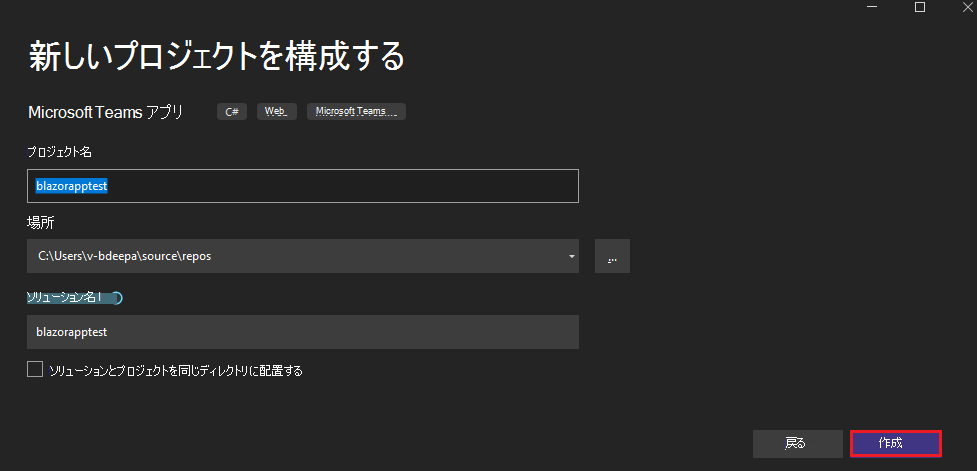 新しいプロジェクトを構成する
Microsoft Teams アプリ C# Web Microsoft Teams...
プロジェクト名
blazorapptest
場所
C:\Users\v-bdeepa\source\repos
...
ソリューション名
blazorapptest
ソリューションとプロジェクトを同じディレクトリに配置する
戻る 作成